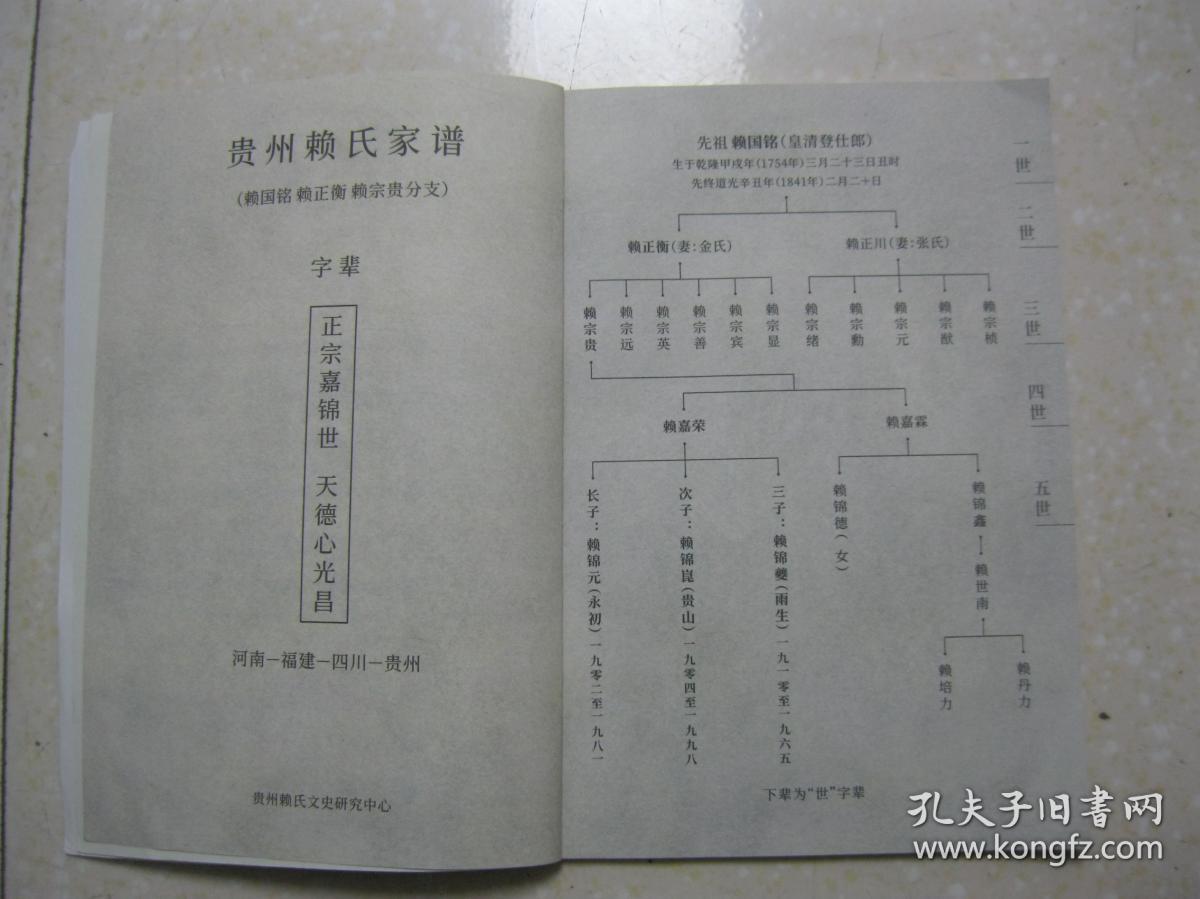 贵州赖氏家谱
(赖国铭 赖正衡 赖宗贵分支)
字辈
正宗嘉锦世 天德心光昌
河南－福建－四川－贵州
贵州赖氏文史研究中心
先祖 赖国铭(皇清登仕郎)
生于乾隆甲戌年(1754年)三月二十三日丑时
先终道光辛丑年(1841年)二月二十日
一世
二世
赖正衡(妻:金氏)
赖正川(妻:张氏)
三世
赖宗贵
赖宗远
赖宗英
赖宗善
赖宗宾
赖宗显
赖宗绪
赖宗勳
赖宗元
赖宗猷
赖宗桢
四世
赖嘉荣
赖嘉霖
五世
长子：赖锦元(永初)一九零二至一九八一
次子：赖锦崑(贵山)一九零四至一九九八
三子：赖锦夔(雨生)一九一零至一九六五
赖锦德(女)
赖锦鑫
赖世南
赖培力
赖丹力
下辈为“世”字辈
孔夫子旧书网
www.kongfz.com